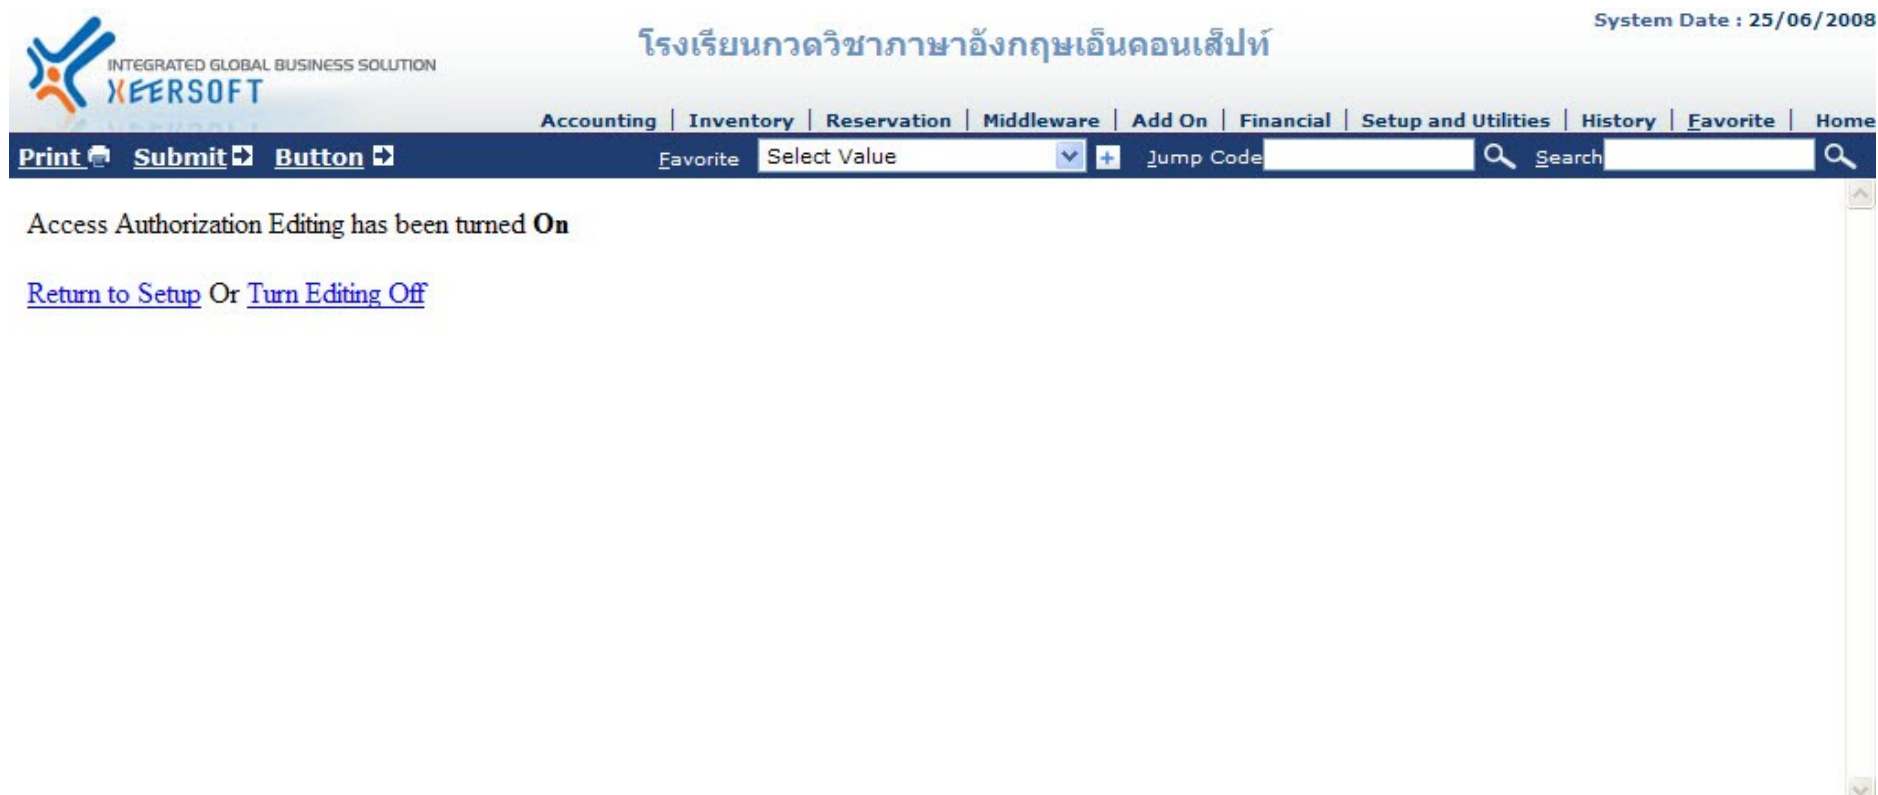 System Date : 25/06/2008
โรงเรียนกวดวิชาภาษาอังกฤษเอ็นคอนเส็ปท์
INTEGRATED GLOBAL BUSINESS SOLUTION
XEERSOFT
Accounting | Inventory | Reservation | Middleware | Add On | Financial | Setup and Utilities | History | Favorite | Home
Print Submit Button Favorite Select Value + Jump Code Search
Access Authorization Editing has been turned On
Return to Setup Or Turn Editing Off